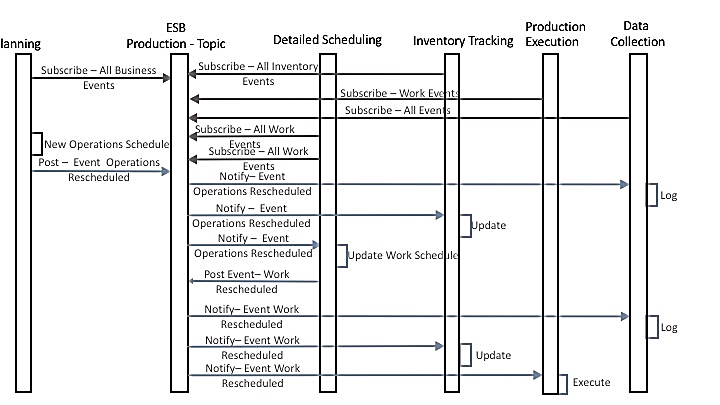 lanning
ESB
Production - Topic
Detailed Scheduling
Inventory Tracking
Production
Execution
Data
Collection
Subscribe – All Business
Events
Subscribe – All Inventory
Events
Subscribe – Work Events
Subscribe – All Events
Subscribe – All Work
Events
New Operations Schedule
Subscribe – All Work
Events
Post – Event Operations
Rescheduled
Notify– Event
Operations Rescheduled
Log
Notify – Event
Operations Rescheduled
Update
Notify – Event
Operations Rescheduled
Update Work Schedule
Post Event– Work
Rescheduled
Notify– Event Work
Rescheduled
Log
Notify– Event Work
Rescheduled
Update
Notify– Event Work
Rescheduled
Execute